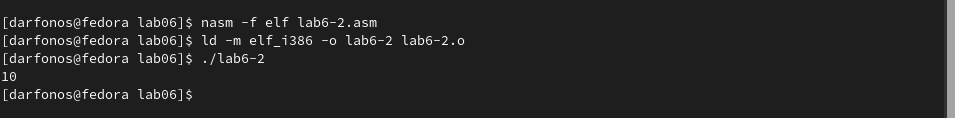 [darfonos@fedora lab06]$ nasm -f elf lab6-2.asm
[darfonos@fedora lab06]$ ld -m elf_i386 -o lab6-2 lab6-2.o
[darfonos@fedora lab06]$ ./lab6-2
10
[darfonos@fedora lab06]$